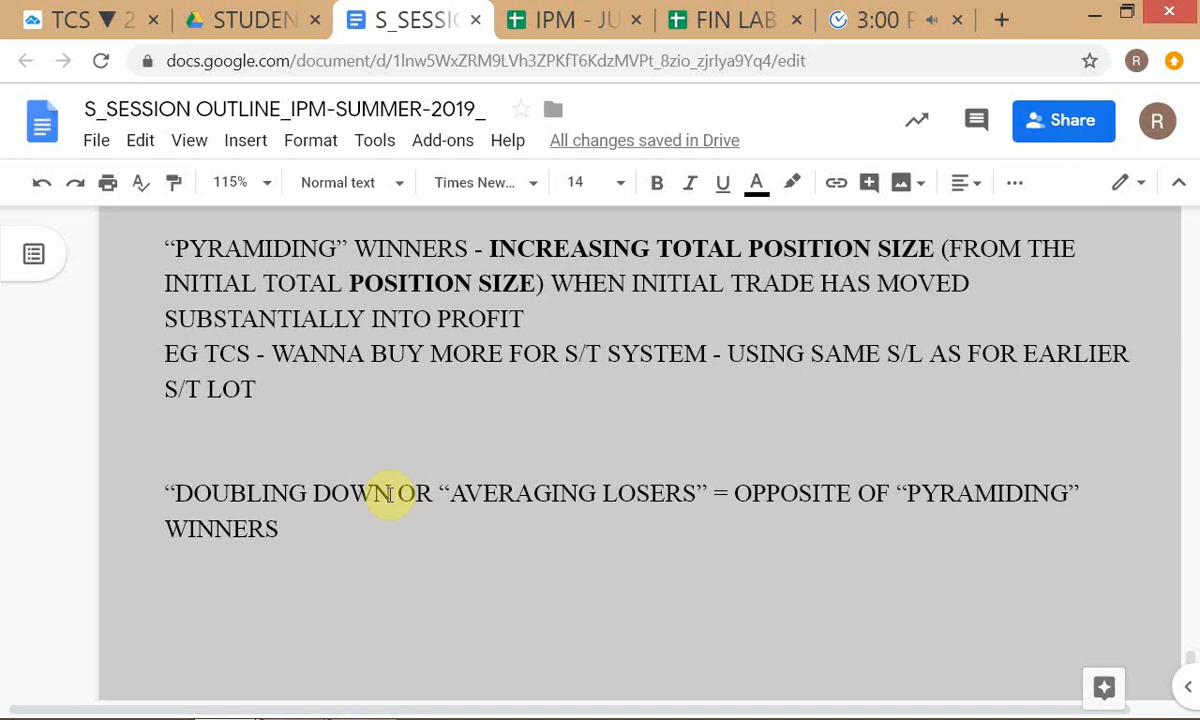 TCS ▼ 2
STUDEN
S_SESSIO
IPM - JU
FIN LAB
3:00 P
docs.google.com/document/d/1lnw5WxZRM9LVh3ZPKfT6KdzMVPt_8zio_zjrIya9Yq4/edit
R
S_SESSION OUTLINE_IPM-SUMMER-2019_
Share
R
File Edit View Insert Format Tools Add-ons Help All changes saved in Drive
115% Normal text Times New... 14 B I U A
“PYRAMIDING” WINNERS - INCREASING TOTAL POSITION SIZE (FROM THE
INITIAL TOTAL POSITION SIZE) WHEN INITIAL TRADE HAS MOVED
SUBSTANTIALLY INTO PROFIT
EG TCS - WANNA BUY MORE FOR S/T SYSTEM - USING SAME S/L AS FOR EARLIER
S/T LOT
“DOUBLING DOWN OR “AVERAGING LOSERS” = OPPOSITE OF “PYRAMIDING”
WINNERS